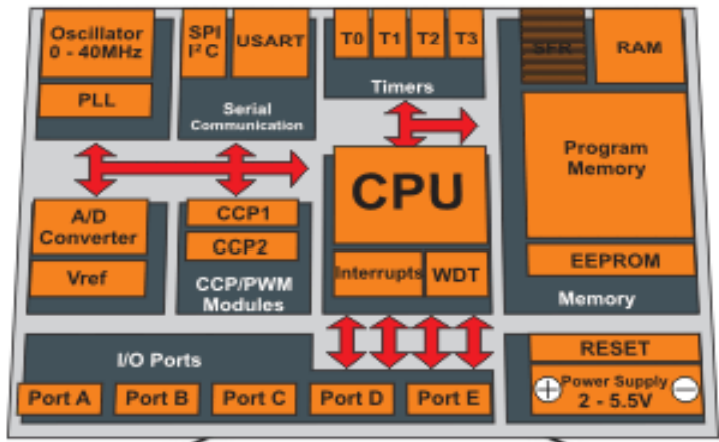 Oscillator
0 - 40MHz
PLL
SPI
I²C
USART
Serial
Communication
T0
T1
T2
T3
Timers
SFR
RAM
Program
Memory
EEPROM
Memory
A/D
Converter
Vref
CCP1
CCP2
CCP/PWM
Modules
CPU
Interrupts
WDT
I/O Ports
Port A
Port B
Port C
Port D
Port E
RESET
+
Power Supply
2 - 5.5V
−